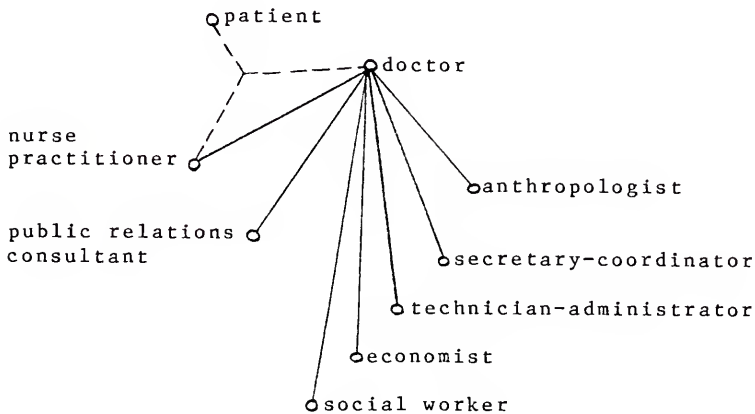 patient
doctor
nurse
practitioner
anthropologist
public relations
consultant
secretary-coordinator
technician-administrator
economist
social worker